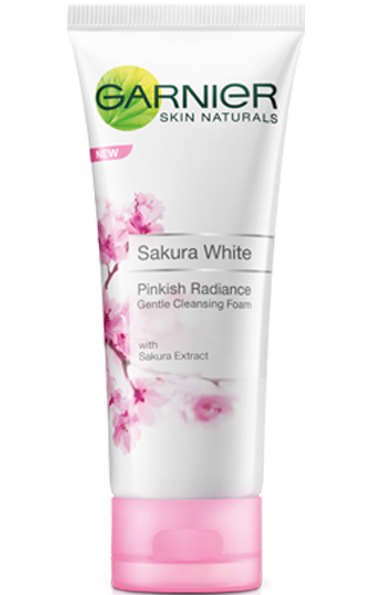 GARNIER
SKIN NATURALS
NEW
Sakura White
Pinkish Radiance
Gentle Cleansing Foam
with
Sakura Extract